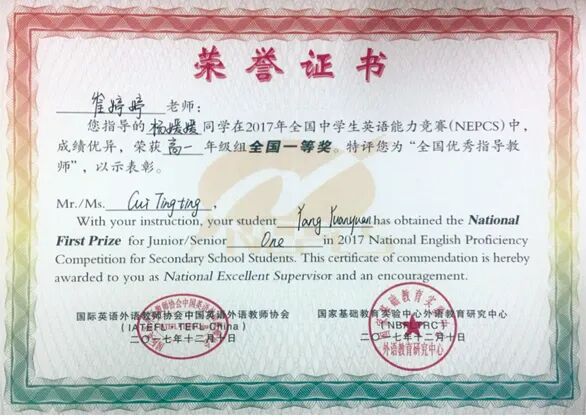 荣誉证书
崔婷婷 老师：
您指导的 杨媛媛 同学在2017年全国中学生英语能力竞赛(NEPCS)中，
成绩优异，荣获 高一 年级组全国一等奖。特评您为“全国优秀指导教
师”，以示表彰。
Mr./Ms. Cui Tingting,
With your instruction, your student Yang Yuanyuan has obtained the National
First Prize for Junior/Senior One in 2017 National English Proficiency
Competition for Secondary School Students. This certificate of commendation is hereby
awarded to you as National Excellent Supervisor and an encouragement.
国际英语外语教师协会中国英语外语教师协会 国家基础教育实验中心外语教育研究中心
(IATEFL TEFL China) (NBFLERC)
二〇一七年十二月十日 二〇一七年十二月十日
外语教育研究中心